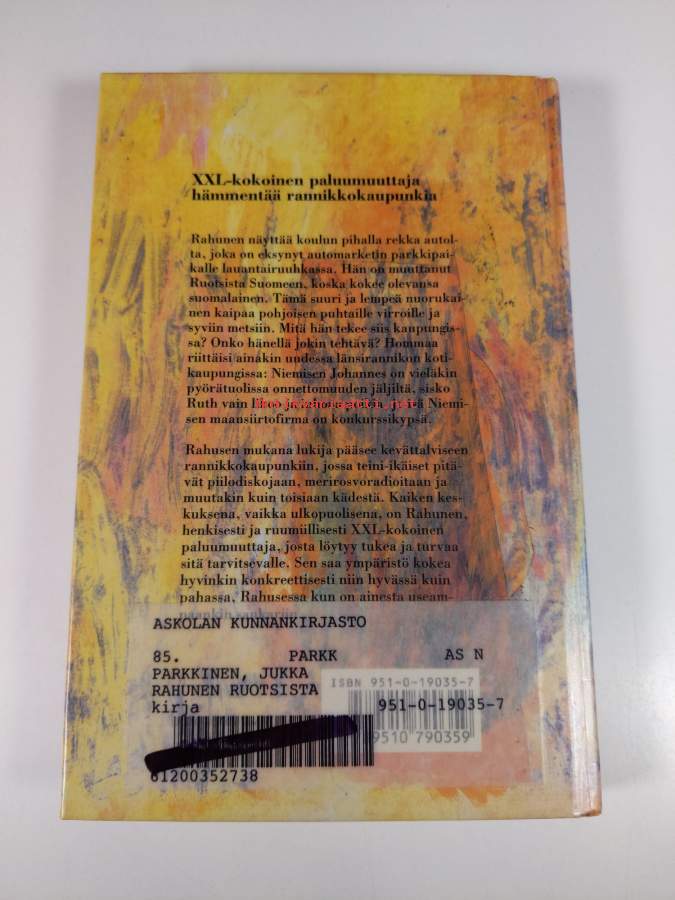 XXL-kokoinen paluumuuttaja
hämmentää rannikkokaupunkia
Rahunen näyttää koulun pihalla rekka autol-
ta, joka on eksynyt automarketin parkkipai-
kalle lauantairuuhkassa. Hän on muuttanut
Ruotsista Suomeen, koska kokee olevansa
suomalainen. Tämä suuri ja lempeä nuorukai-
nen kaipaa pohjoisen puhtaille virroille ja
syviin metsiin. Mitä hän tekee siis kaupungis-
sa? Onko hänellä jokin tehtävä? Hommaa
riittäisi ainakin uudessa länsirannikon koti-
kaupungissa: Niemisen Johannes on vieläkin
pyörätuolissa onnettomuuden jäljiltä, sisko
Ruth vain
sen maansiirtofirma on konkurssikypsä.
Rahusen mukana lukija pääsee kevättalviseen
rannikkokaupunkiin, jossa teini-ikäiset pitä-
vät piilodiskojaan, merirosvoradioitaan ja
muutakin kuin toisiaan kädestä. Kaiken kes-
kuksena, vaikka ulkopuolisena, on Rahunen,
henkisesti ja ruumiillisesti XXL-kokoinen
paluumuuttaja, josta löytyy tukea ja turvaa
sitä tarvitsevalle. Sen saa ympäristö kokea
hyvinkin konkreettisesti niin hyvässä kuin
pahassa. Rahusessa kun on ainesta useam-
paankin sankariin.
ASKOLAN KUNNANKIRJASTO
85. PARKK AS N
PARKKINEN, JUKKA
RAHUNEN RUOTSISTA
kirja 951-0-19035-7
ISBN 951-0-19035-7
9510 790359
61200352738